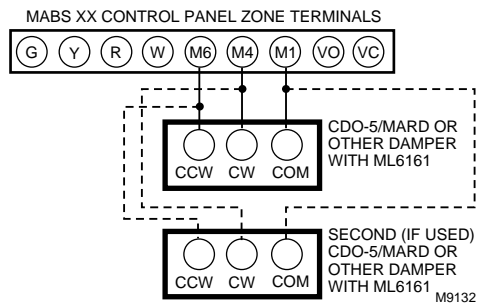 MABS XX CONTROL PANEL ZONE TERMINALS
G Y R W M6 M4 M1 VO VC
CDO-5/MARD OR
OTHER DAMPER
WITH ML6161
CCW CW COM
SECOND (IF USED)
CDO-5/MARD OR
OTHER DAMPER
WITH ML6161
CCW CW COM
M9132